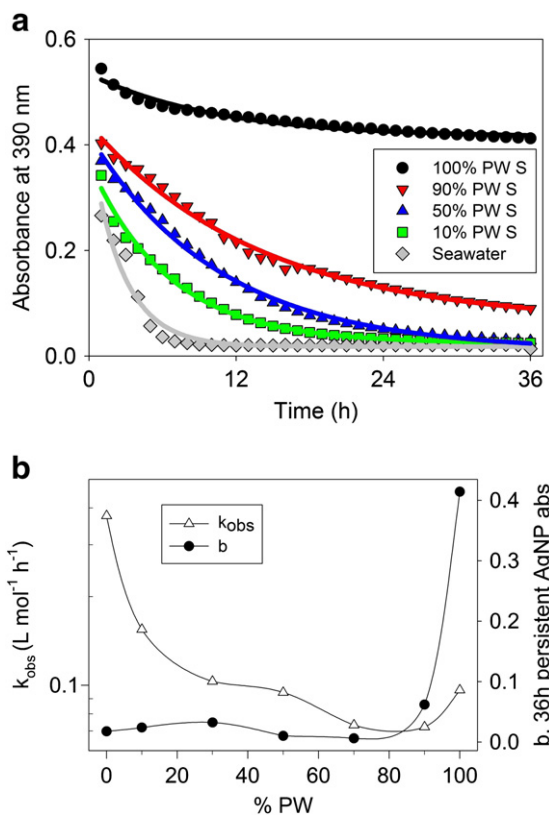 a
0.6
0.4
0.2
0.0
Absorbance at 390 nm
100% PW S
90% PW S
50% PW S
10% PW S
Seawater
0 12 24 36
Time (h)
b
kobs
b
kobs (L mol-1 h-1)
0.1
0.4
0.3
0.2
0.1
0.0
b, 36h persistent AgNP abs
0 20 40 60 80 100
% PW